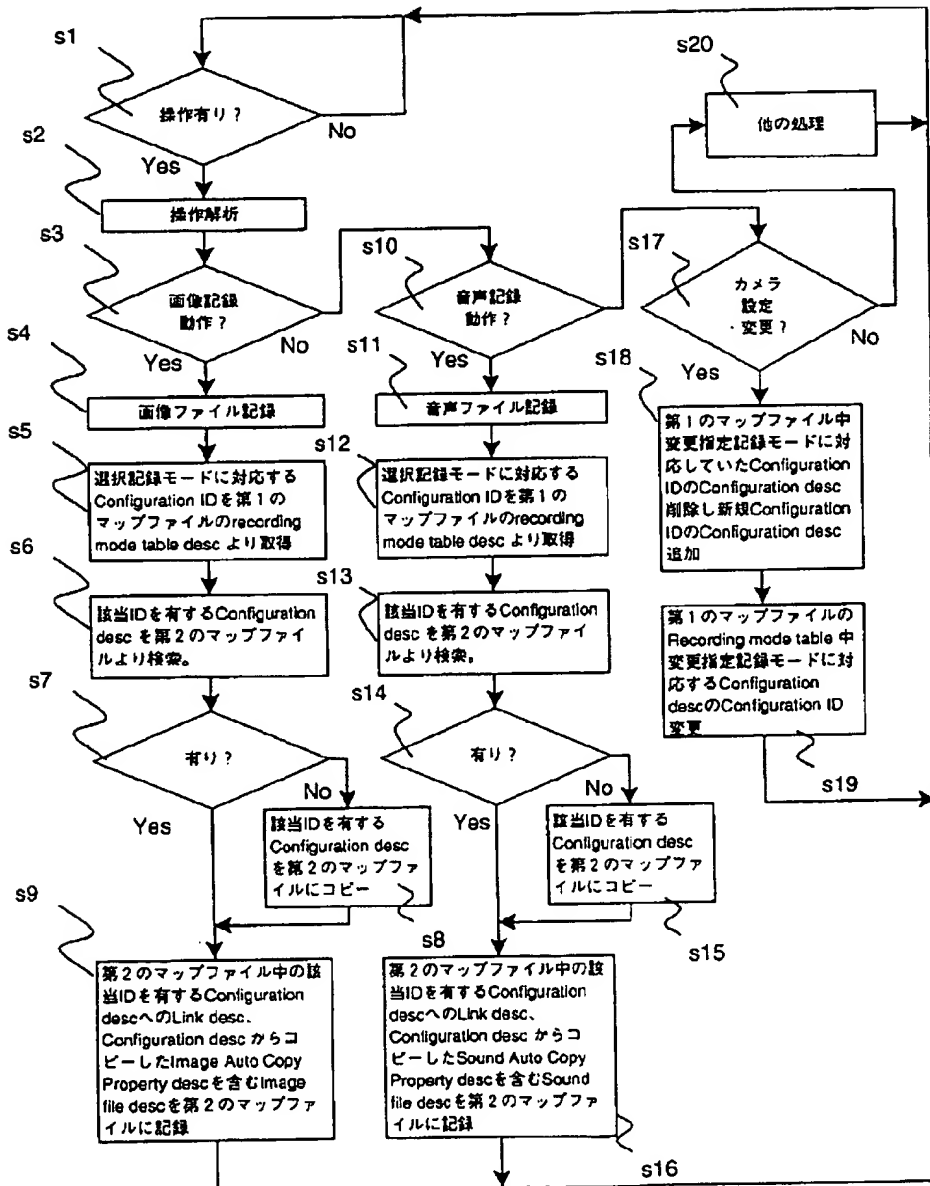 s1
操作有り?
No
Yes
s2
操作解析
s3
画像記録
動作?
Yes
No
s4
画像ファイル記録
s5
選択記録モードに対応する
Configuration IDを第1の
マップファイルのrecording
mode table desc より取得
s6
該当IDを有するConfiguration
desc を第2のマップファイ
ルより検索。
s7
有り?
No
Yes
該当IDを有する
Configuration desc
を第2のマップファ
イルにコピー
s8
s9
第2のマップファイル中の該
当IDを有するConfiguration
descへのLink desc、
Configuration desc からコ
ピーしたImage Auto Copy
Property descを含むImage
file descを第2のマップファ
イルに記録
s10
音声記録
動作?
Yes
s11
音声ファイル記録
s12
選択記録モードに対応する
Configuration IDを第1の
マップファイルのrecording
mode table desc より取得
s13
該当IDを有するConfiguration
desc を第2のマップファイ
ルより検索。
s14
有り?
No
Yes
該当IDを有する
Configuration desc
を第2のマップファ
イルにコピー
s15
第2のマップファイル中の該
当IDを有するConfiguration
descへのLink desc、
Configuration desc からコ
ピーしたSound Auto Copy
Property descを含むSound
file descを第2のマップファ
イルに記録
s16
s17
カメラ
設定
・変更?
No
Yes
s18
第1のマップファイル中
変更指定記録モードに対
応していたConfiguration
IDのConfiguration desc
削除し新規Configuration
IDのConfiguration desc
追加
第1のマップファイルの
Recording mode table 中
変更指定記録モードに対
応するConfiguration
descのConfiguration ID
変更
s19
s20
他の処理